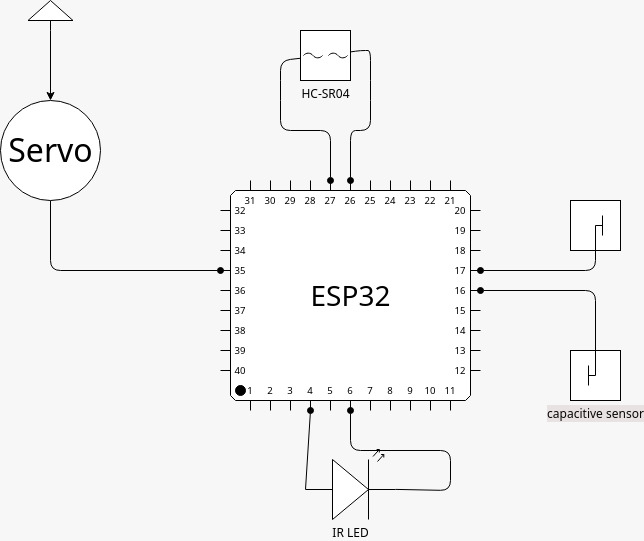 HC-SR04
Servo
31 30 29 28 27 26 25 24 23 22 21
32 20
33 19
34 18
35 17
36 ESP32 16
37 15
38 14
39 13
40 12
1 2 3 4 5 6 7 8 9 10 11
capacitive sensor
IR LED